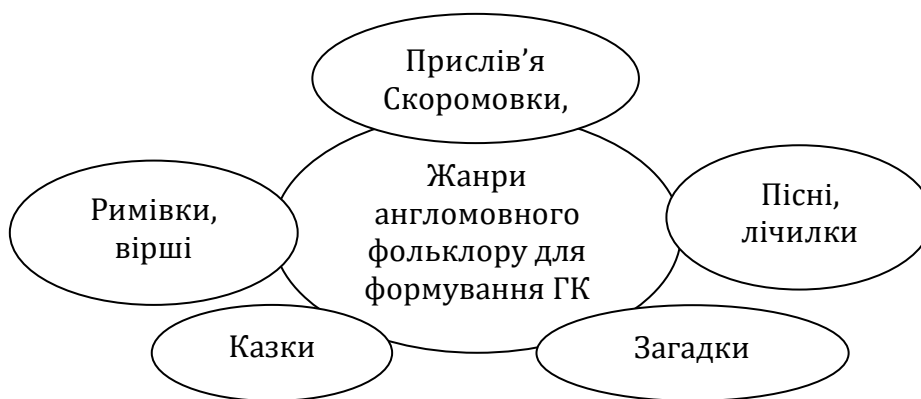 Прислів’я
Скоромовки,
Жанри
англомовного
фольклору для
формування ГК
Римівки,
вірші
Пісні,
лічилки
Казки
Загадки